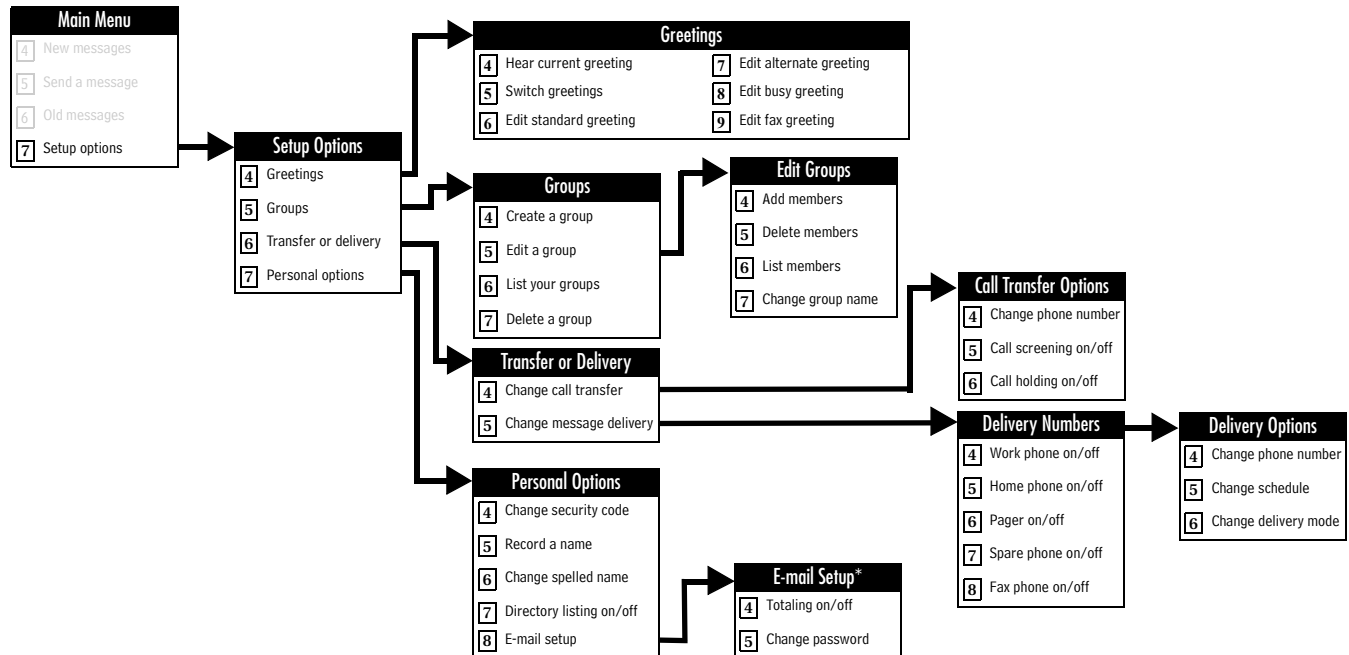 Main Menu
4 New messages
5 Send a message
6 Old messages
7 Setup options
Setup Options
4 Greetings
5 Groups
6 Transfer or delivery
7 Personal options
Greetings
4 Hear current greeting
5 Switch greetings
6 Edit standard greeting
7 Edit alternate greeting
8 Edit busy greeting
9 Edit fax greeting
Groups
4 Create a group
5 Edit a group
6 List your groups
7 Delete a group
Edit Groups
4 Add members
5 Delete members
6 List members
7 Change group name
Transfer or Delivery
4 Change call transfer
5 Change message delivery
Call Transfer Options
4 Change phone number
5 Call screening on/off
6 Call holding on/off
Delivery Numbers
4 Work phone on/off
5 Home phone on/off
6 Pager on/off
7 Spare phone on/off
8 Fax phone on/off
Delivery Options
4 Change phone number
5 Change schedule
6 Change delivery mode
Personal Options
4 Change security code
5 Record a name
6 Change spelled name
7 Directory listing on/off
8 E-mail setup
E-mail Setup*
4 Totaling on/off
5 Change password